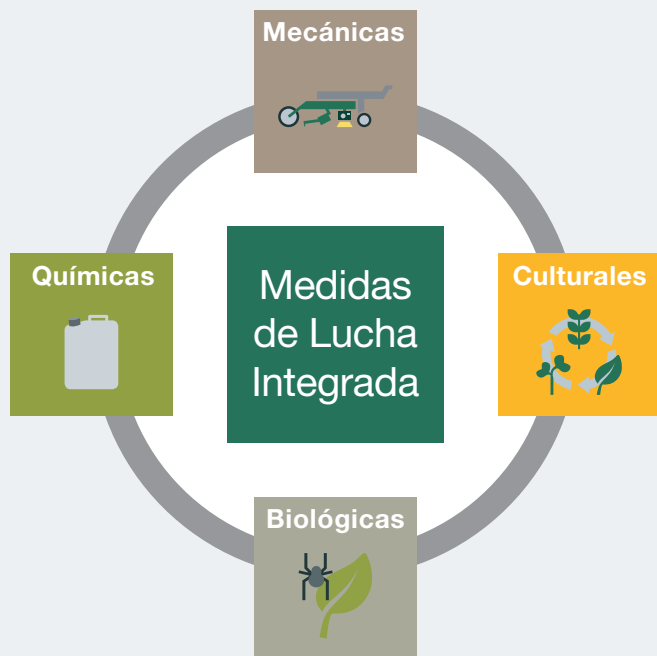 Mecánicas
Químicas
Medidas
de Lucha
Integrada
Culturales
Biológicas